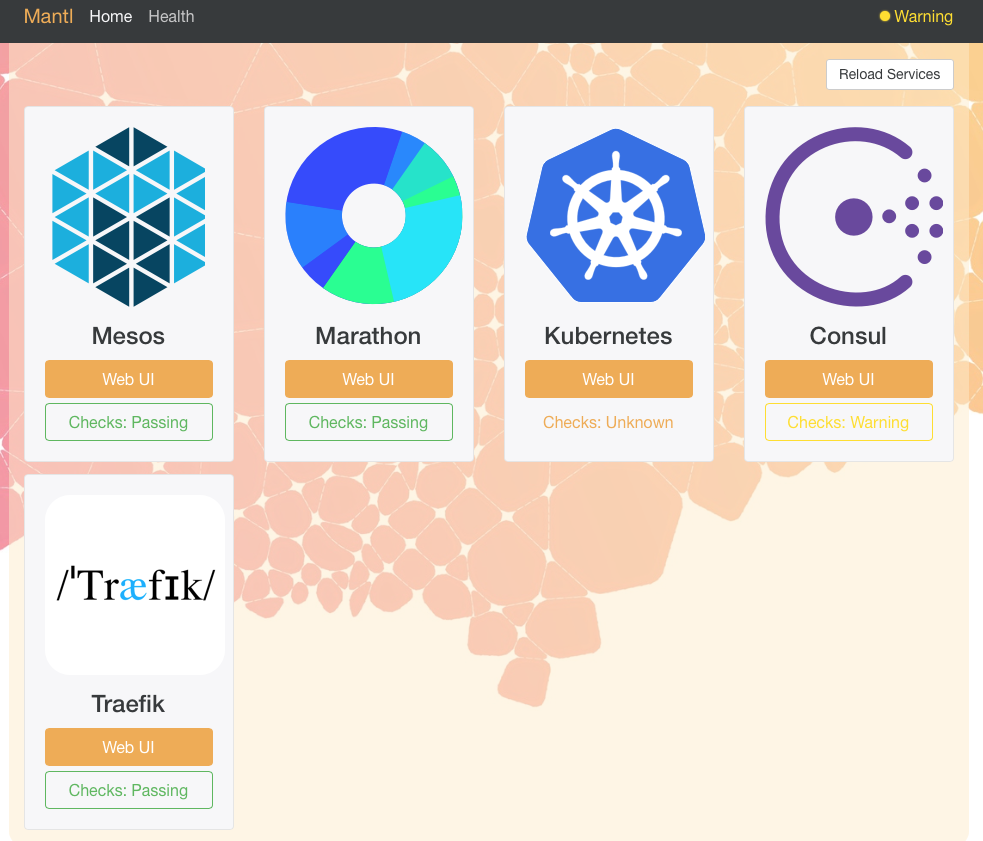 Mantl Home Health Warning
Reload Services
Mesos
Web UI
Checks: Passing
Marathon
Web UI
Checks: Passing
Kubernetes
Web UI
Checks: Unknown
Consul
Web UI
Checks: Warning
/ˈTræfɪk/
Traefik
Web UI
Checks: Passing